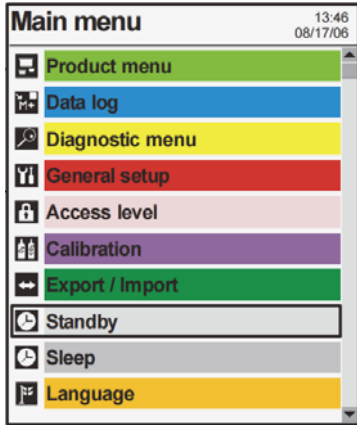 Main menu
13:46
08/17/06
Product menu
M+
Data log
Diagnostic menu
General setup
Access level
Calibration
Export / Import
Standby
Sleep
Language